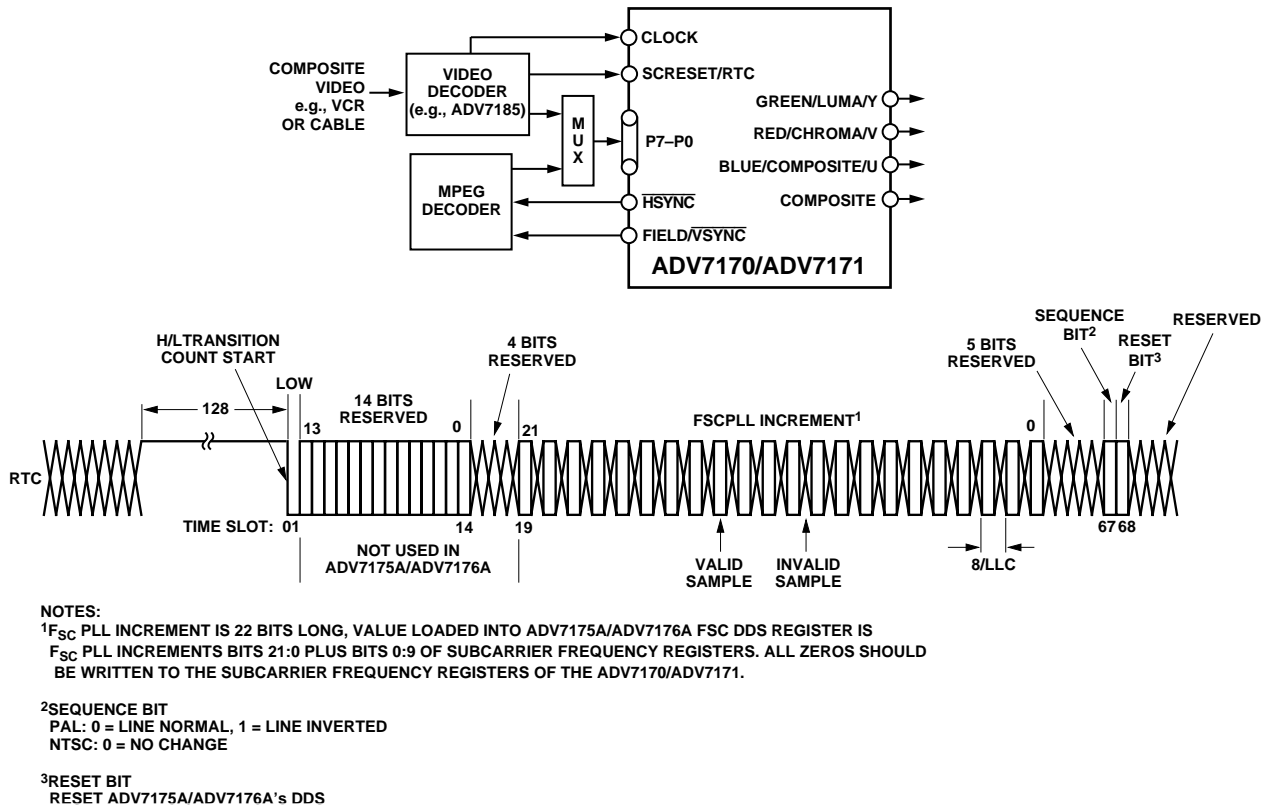 CLOCK
COMPOSITE
VIDEO
e.g., VCR
OR CABLE
VIDEO
DECODER
(e.g., ADV7185)
SCRESET/RTC
GREEN/LUMA/Y
M
U
X
P7–P0
RED/CHROMA/V
BLUE/COMPOSITE/U
MPEG
DECODER
HSYNC
COMPOSITE
FIELD/VSYNC
ADV7170/ADV7171
H/LTRANSITION
COUNT START
4 BITS
RESERVED
5 BITS
RESERVED
SEQUENCE
BIT2
RESET
BIT3
RESERVED
LOW
128
14 BITS
RESERVED
13
0
21
FSCPLL INCREMENT1
0
RTC
TIME SLOT: 01
14
19
67 68
NOT USED IN
ADV7175A/ADV7176A
VALID
SAMPLE
INVALID
SAMPLE
8/LLC
NOTES:
1FSC PLL INCREMENT IS 22 BITS LONG, VALUE LOADED INTO ADV7175A/ADV7176A FSC DDS REGISTER IS
FSC PLL INCREMENTS BITS 21:0 PLUS BITS 0:9 OF SUBCARRIER FREQUENCY REGISTERS. ALL ZEROS SHOULD
BE WRITTEN TO THE SUBCARRIER FREQUENCY REGISTERS OF THE ADV7170/ADV7171.
2SEQUENCE BIT
PAL: 0 = LINE NORMAL, 1 = LINE INVERTED
NTSC: 0 = NO CHANGE
3RESET BIT
RESET ADV7175A/ADV7176A's DDS